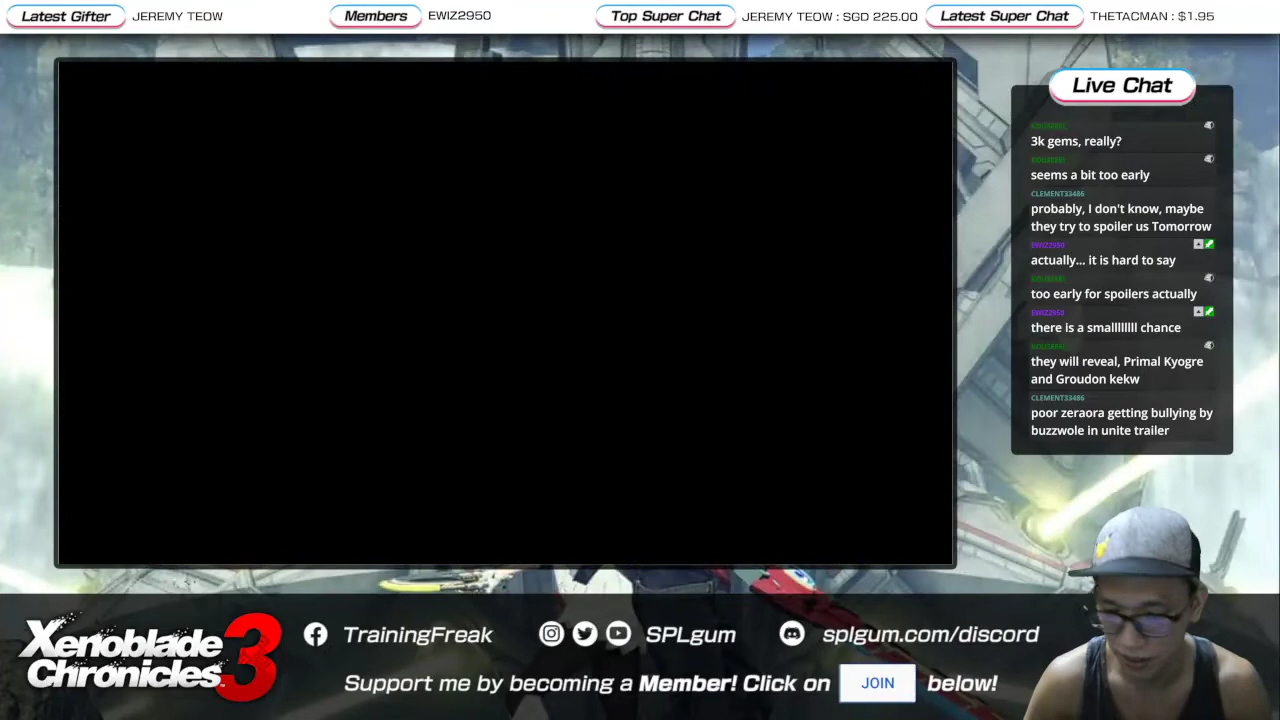 Latest Gifter JEREMY TEOW Members EWIZ2950 Top Super Chat JEREMY TEOW : SGD 225.00 Latest Super Chat THETACMAN : $1.95
Live Chat
3k gems, really?
seems a bit too early
CLEMENT33486
probably, I don't know, maybe
they try to spoiler us Tomorrow
EWIZ2950
actually... it is hard to say
too early for spoilers actually
EWIZ2950
there is a smallllllll chance
they will reveal, Primal Kyogre
and Groudon kekw
CLEMENT33486
poor zeraora getting bullying by
buzzwole in unite trailer
Xenoblade
Chronicles 3
TrainingFreak SPLgum splgum.com/discord
Support me by becoming a Member! Click on JOIN below!